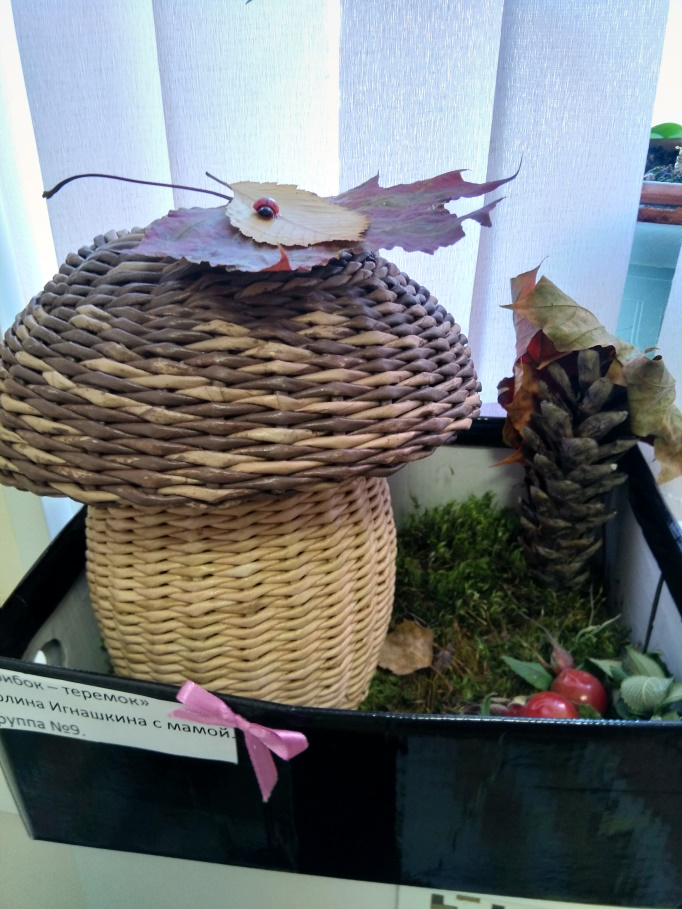 ибок – теремок»
олина Игнашкина с мамой.
руппа №9.